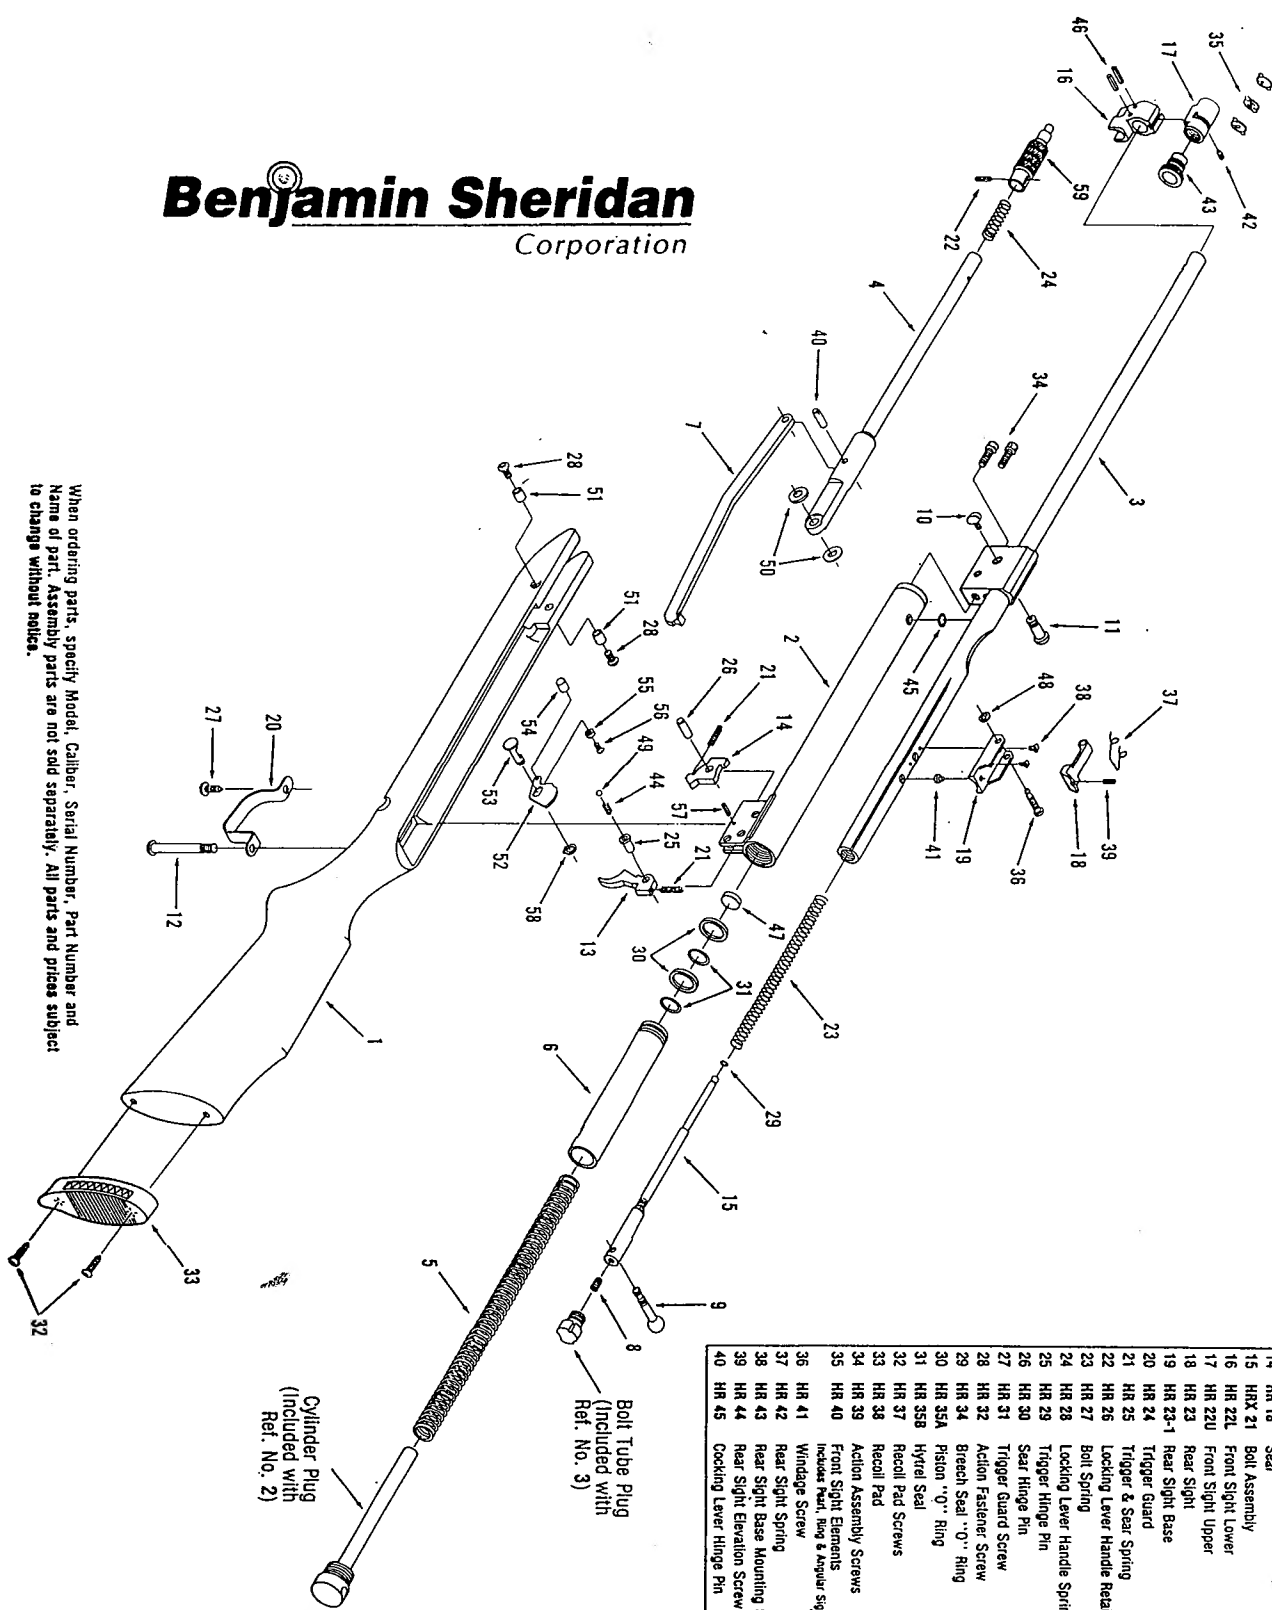 Benjamin Sheridan
Corporation
46
17
35
16
59
43
42
22
24
4
40
34
3
7
10
50
28
51
51
28
11
2
45
26
21
14
48
38
37
54
55
56
49
44
53
57
52
25
21
58
13
41
19
36
18
39
27
20
12
47
30
31
23
1
6
29
15
33
32
5
9
8
When ordering parts, specify Model, Caliber, Serial Number, Part Number and
Name of part. Assembly parts are not sold separately. All parts and prices subject
to change without notice.
Bolt Tube Plug
(Included with
Ref. No. 3)
Cylinder Plug
(Included with
Ref. No. 2)
14 HR 18 Sear
15 HRX 21 Bolt Assembly
16 HR 22L Front Sight Lower
17 HR 22U Front Sight Upper
18 HR 23 Rear Sight
19 HR 23-1 Rear Sight Base
20 HR 24 Trigger Guard
21 HR 25 Trigger & Sear Spring
22 HR 26 Locking Lever Handle
23 HR 27 Bolt Spring
24 HR 28 Locking Lever Handle
25 HR 29 Trigger Hinge Pin
26 HR 30 Sear Hinge Pin
27 HR 31 Trigger Guard Screw
28 HR 32 Action Fastener Screw
29 HR 34 Breech Seal "O" Ring
30 HR 35A Piston "O" Ring
31 HR 35B Hytrel Seal
32 HR 37 Recoil Pad Screws
33 HR 38 Recoil Pad
34 HR 39 Action Assembly Screws
35 HR 40 Front Sight Elements
Includes Ring & Angular
36 HR 41 Windage Screw
37 HR 42 Rear Sight Spring
38 HR 43 Rear Sight Base Mounting
39 HR 44 Rear Sight Elevation Screw
40 HR 45 Cocking Lever Hinge Pin